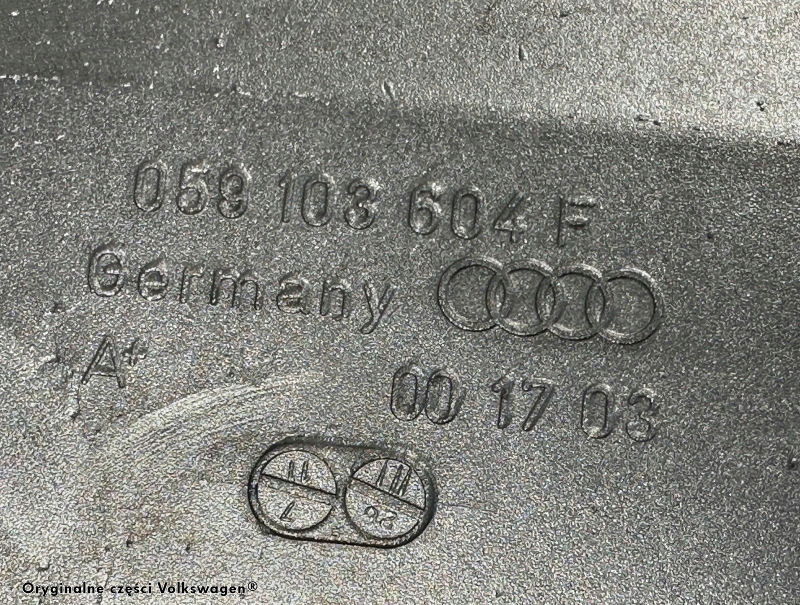 059 103 604 F
Germany
A+ 00 17 03
Oryginalne części Volkswagen®